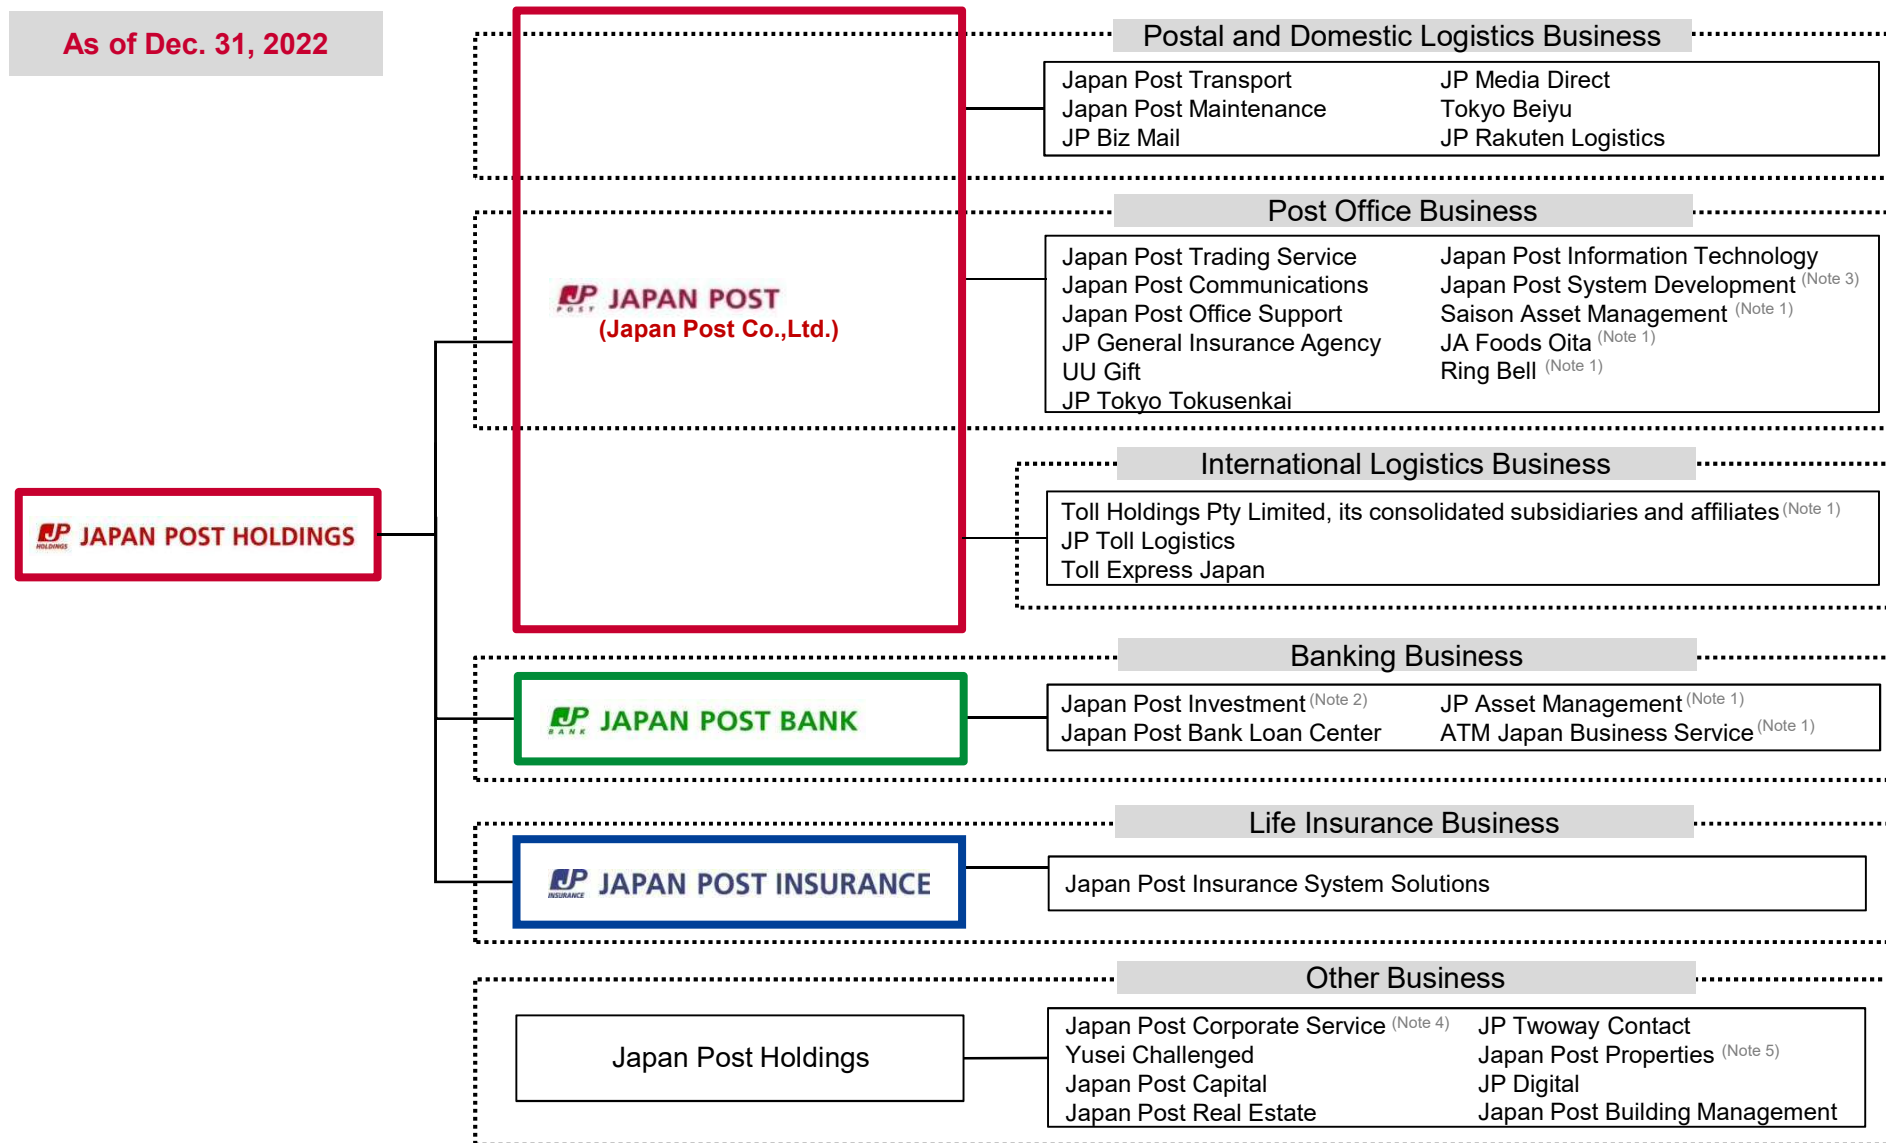 As of Dec. 31, 2022
Postal and Domestic Logistics Business
Japan Post Transport
Japan Post Maintenance
JP Biz Mail
JP Media Direct
Tokyo Beiyu
JP Rakuten Logistics
Post Office Business
Japan Post Trading Service
Japan Post Communications
Japan Post Office Support
JP General Insurance Agency
UU Gift
JP Tokyo Tokusenkai
Japan Post Information Technology
Japan Post System Development (Note 3)
Saison Asset Management (Note 1)
JA Foods Oita (Note 1)
Ring Bell (Note 1)
JP POST JAPAN POST
(Japan Post Co.,Ltd.)
International Logistics Business
Toll Holdings Pty Limited, its consolidated subsidiaries and affiliates (Note 1)
JP Toll Logistics
Toll Express Japan
JP HOLDINGS JAPAN POST HOLDINGS
Banking Business
JP BANK JAPAN POST BANK
Japan Post Investment (Note 2)
Japan Post Bank Loan Center
JP Asset Management (Note 1)
ATM Japan Business Service (Note 1)
Life Insurance Business
JP INSURANCE JAPAN POST INSURANCE
Japan Post Insurance System Solutions
Other Business
Japan Post Holdings
Japan Post Corporate Service (Note 4)
Yusei Challenged
Japan Post Capital
Japan Post Real Estate
JP Twoway Contact
Japan Post Properties (Note 5)
JP Digital
Japan Post Building Management